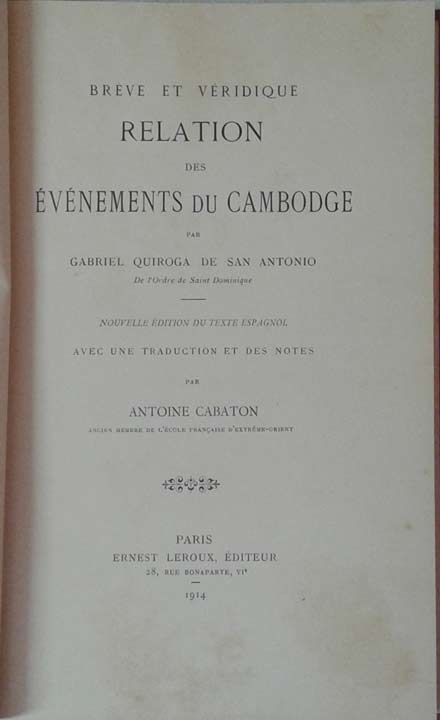 BRÈVE ET VÉRIDIQUE
RELATION
DES
ÉVÉNEMENTS DU CAMBODGE
PAR
GABRIEL QUIROGA DE SAN ANTONIO
De l'Ordre de Saint Dominique
NOUVELLE ÉDITION DU TEXTE ESPAGNOL
AVEC UNE TRADUCTION ET DES NOTES
PAR
ANTOINE CABATON
ANCIEN MEMBRE DE L'ÉCOLE FRANÇAISE D'EXTRÊME-ORIENT
PARIS
ERNEST LEROUX, ÉDITEUR
28, RUE BONAPARTE, VIe
1914